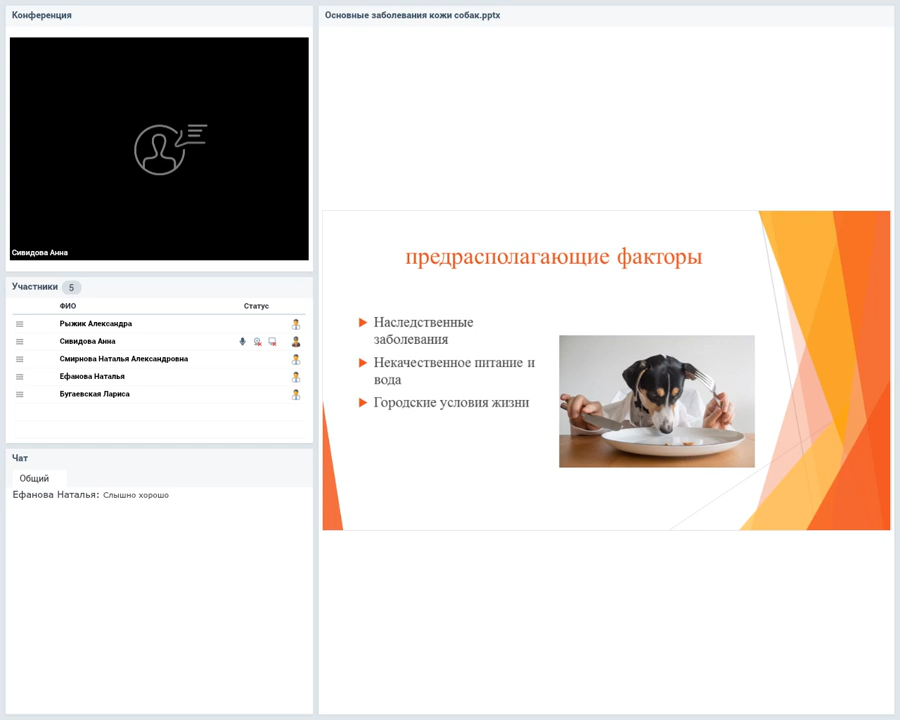 Конференция
Сивидова Анна
Участники 5
ФИО Статус
Рыжик Александра
Сивидова Анна
Смирнова Наталья Александровна
Ефанова Наталья
Бугаевская Лариса
Чат
Общий
Ефанова Наталья: Слышно хорошо
Основные заболевания кожи собак.pptx
предрасполагающие факторы
Наследственные
заболевания
Некачественное питание и
вода
Городские условия жизни